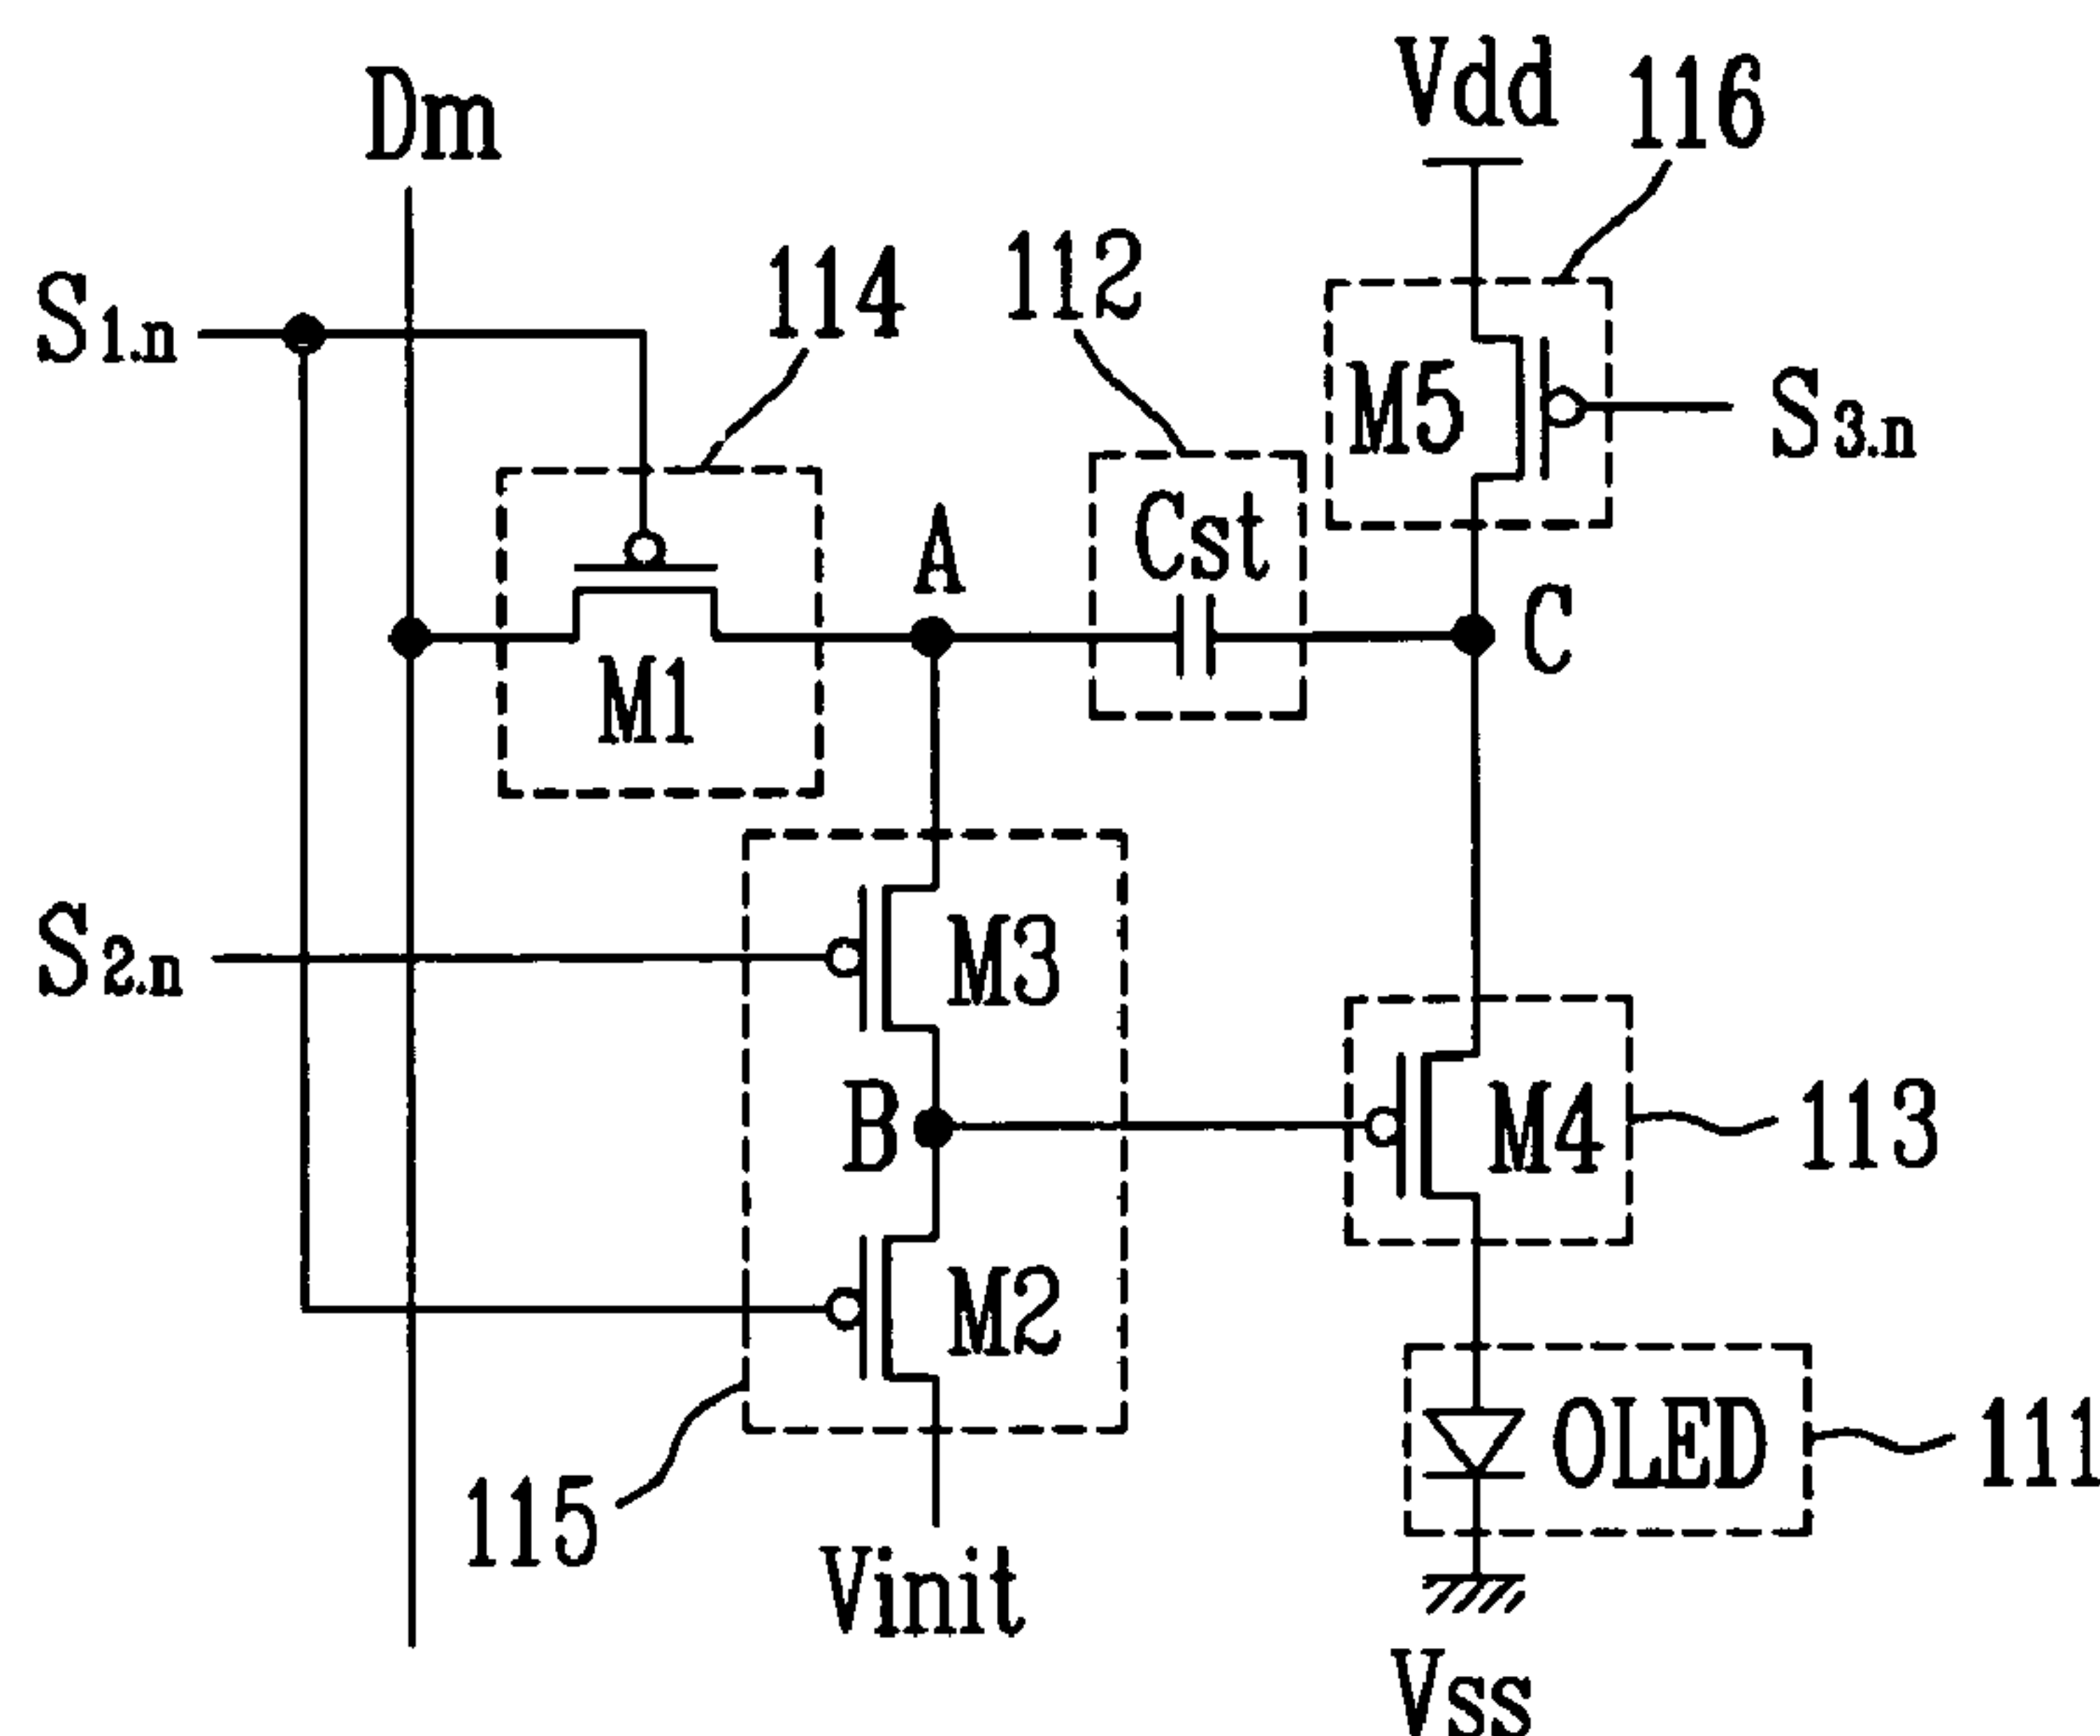 Vdd
116
Dm
S1.n
114
112
M5
S3.n
A
Cst
C
M1
S2.n
M3
B
M4
113
M2
115
OLED
111
Vinit
Vss